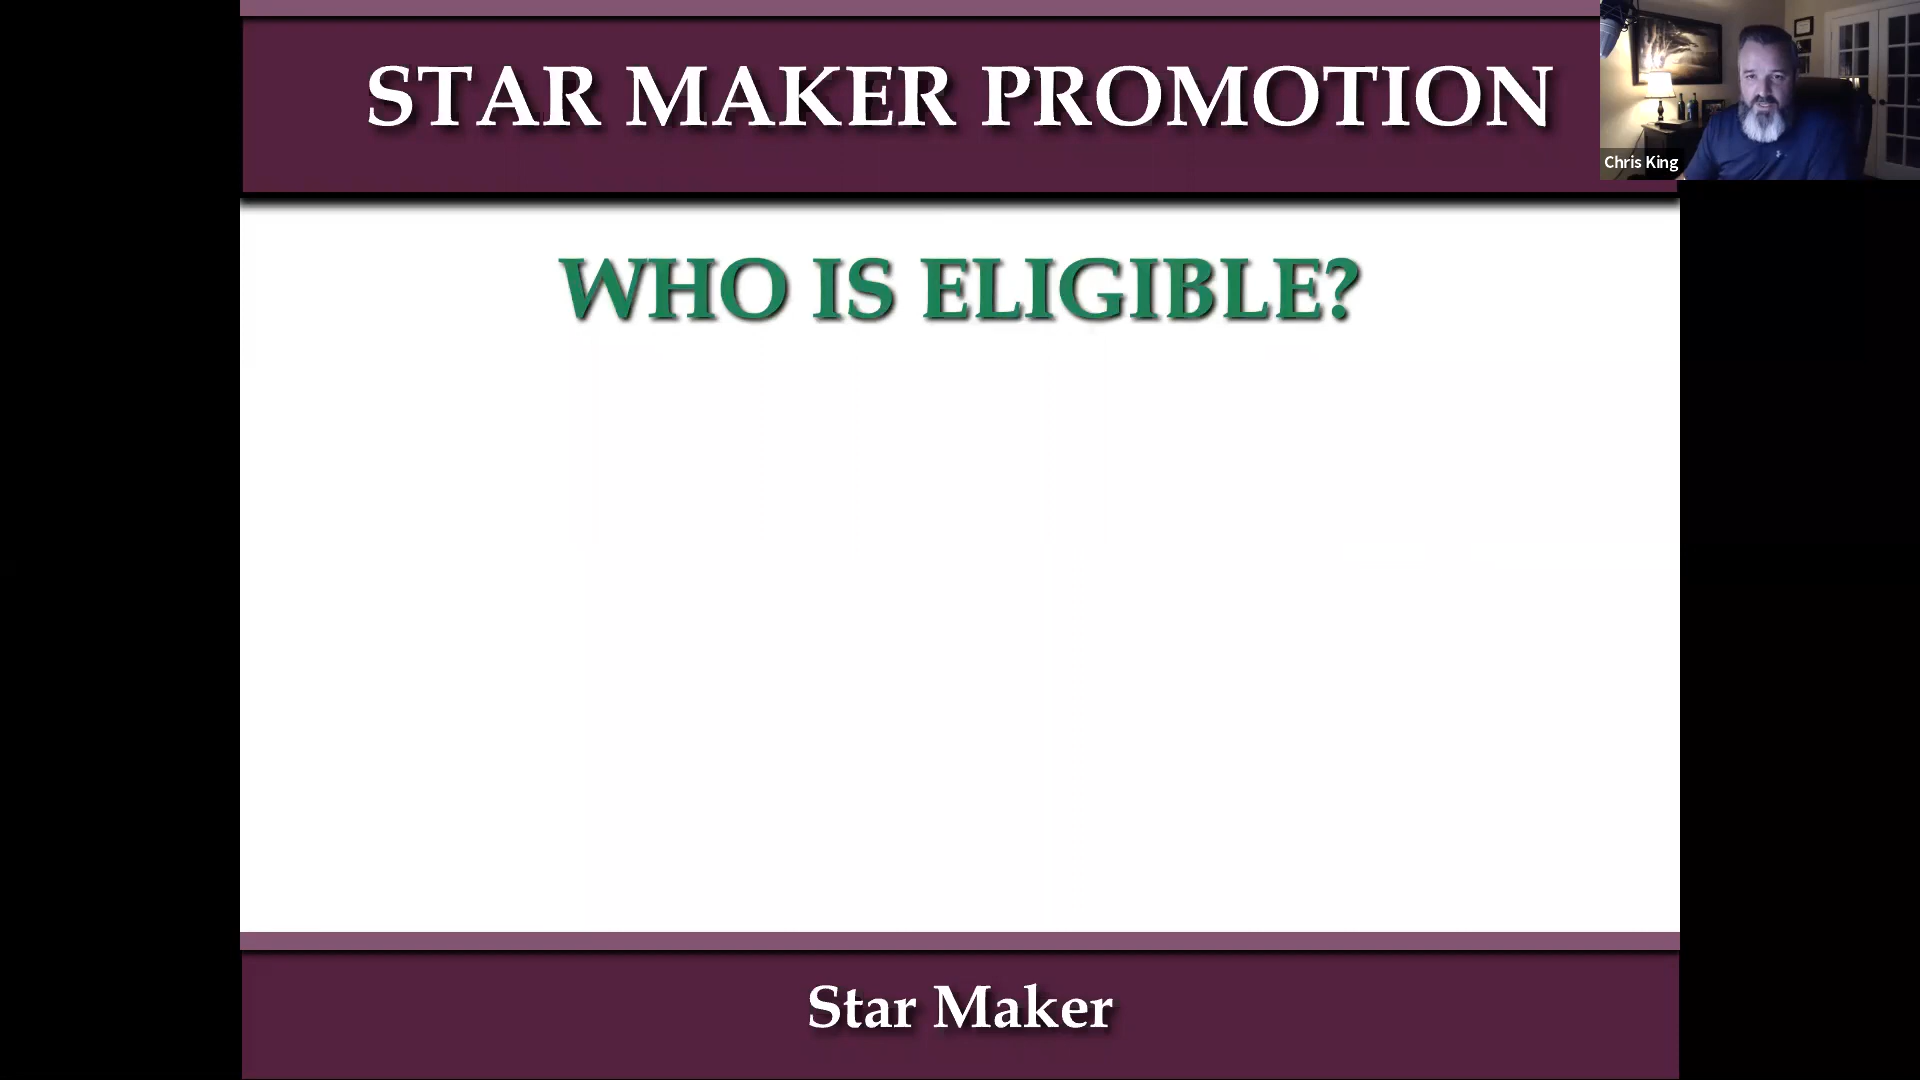 STAR MAKER PROMOTION
Chris King
WHO IS ELIGIBLE?
Star Maker